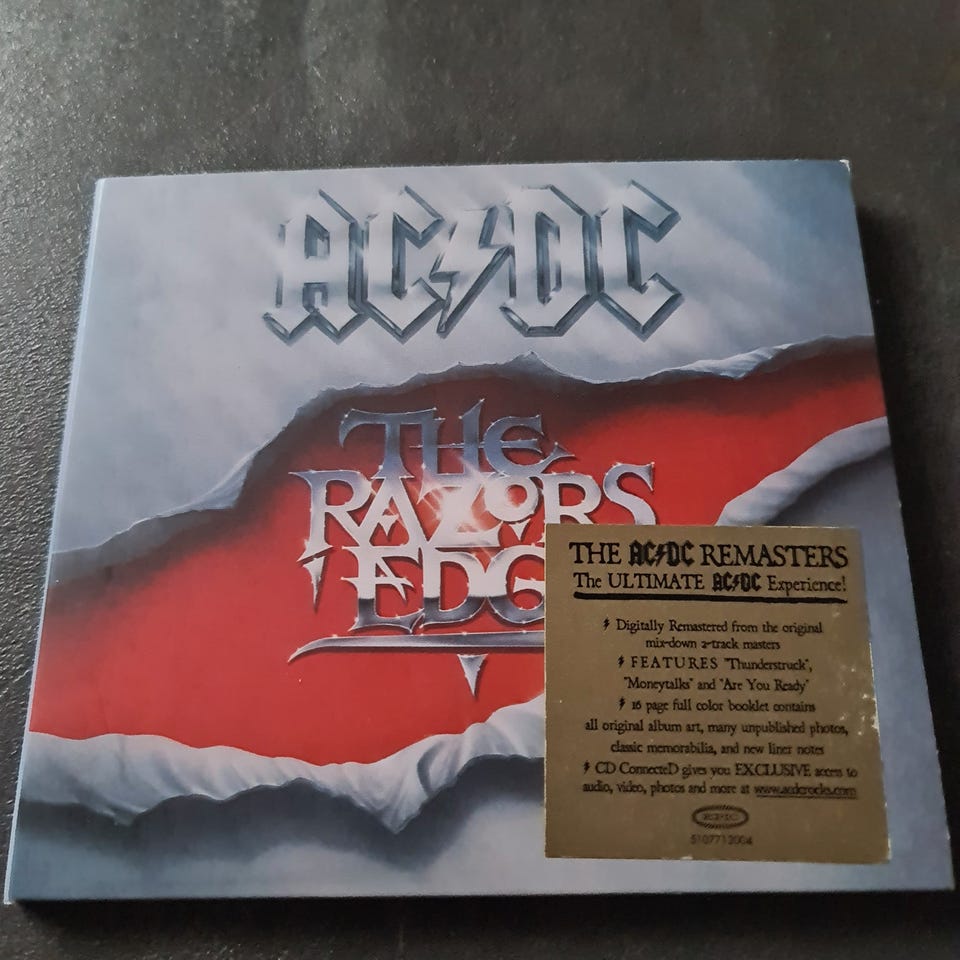 AC⚡DC
THE
RAZORS
EDG
THE AC⚡DC REMASTERS
The ULTIMATE AC⚡DC Experience!
Digitally Remastered from the original
mix-down 2-track masters
FEATURES "Thunderstruck",
"Moneytalks" and "Are You Ready"
16 page full color booklet contains
all original album art, many unpublished photos,
classic memorabilia, and new liner notes
CD ConnecteD gives you EXCLUSIVE access to
audio, video, photos and more at www.acdcrocks.com
EPIC
5107712004